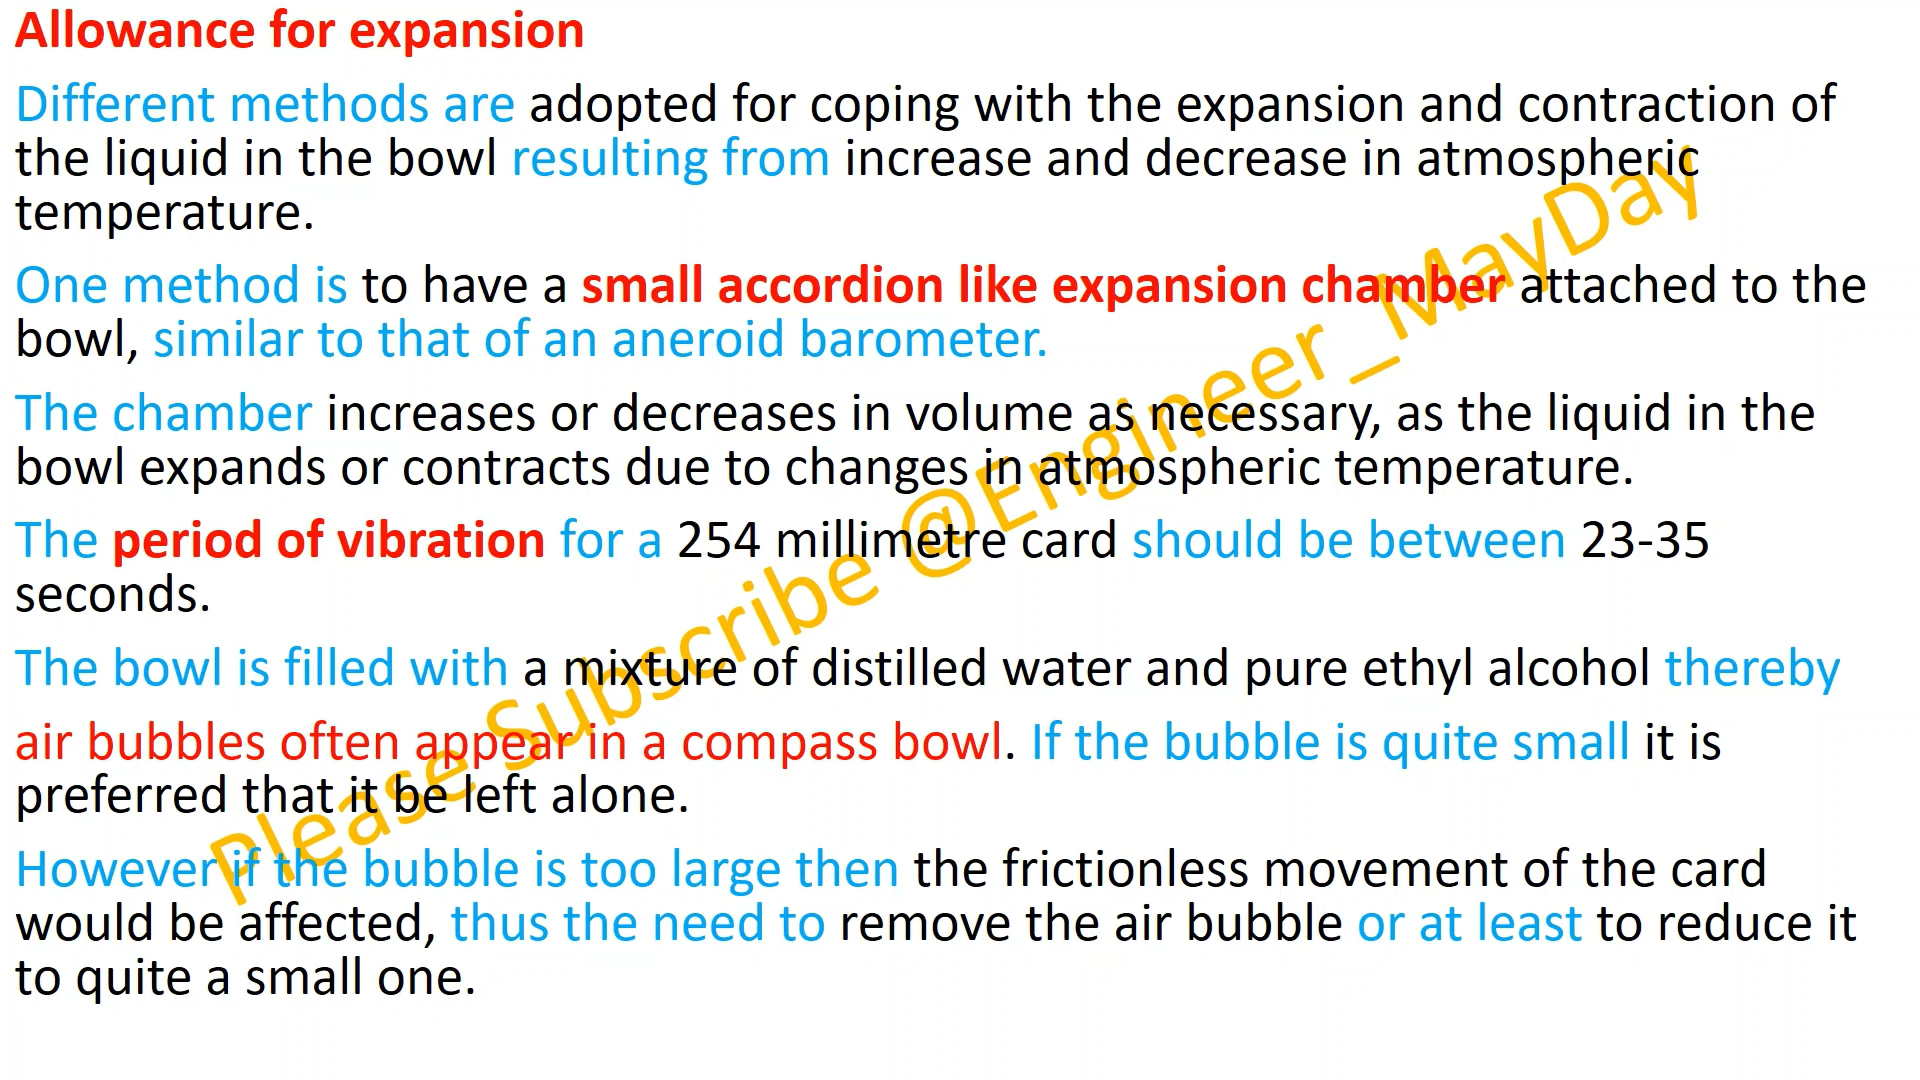 Allowance for expansion
Different methods are adopted for coping with the expansion and contraction of
the liquid in the bowl resulting from increase and decrease in atmospheric
temperature.
One method is to have a small accordion like expansion chamber attached to the
bowl, similar to that of an aneroid barometer.
The chamber increases or decreases in volume as necessary, as the liquid in the
bowl expands or contracts due to changes in atmospheric temperature.
The period of vibration for a 254 millimetre card should be between 23-35
seconds.
The bowl is filled with a mixture of distilled water and pure ethyl alcohol thereby
air bubbles often appear in a compass bowl. If the bubble is quite small it is
preferred that it be left alone.
However if the bubble is too large then the frictionless movement of the card
would be affected, thus the need to remove the air bubble or at least to reduce it
to quite a small one.
Please Subscribe @Engineer_MayDay